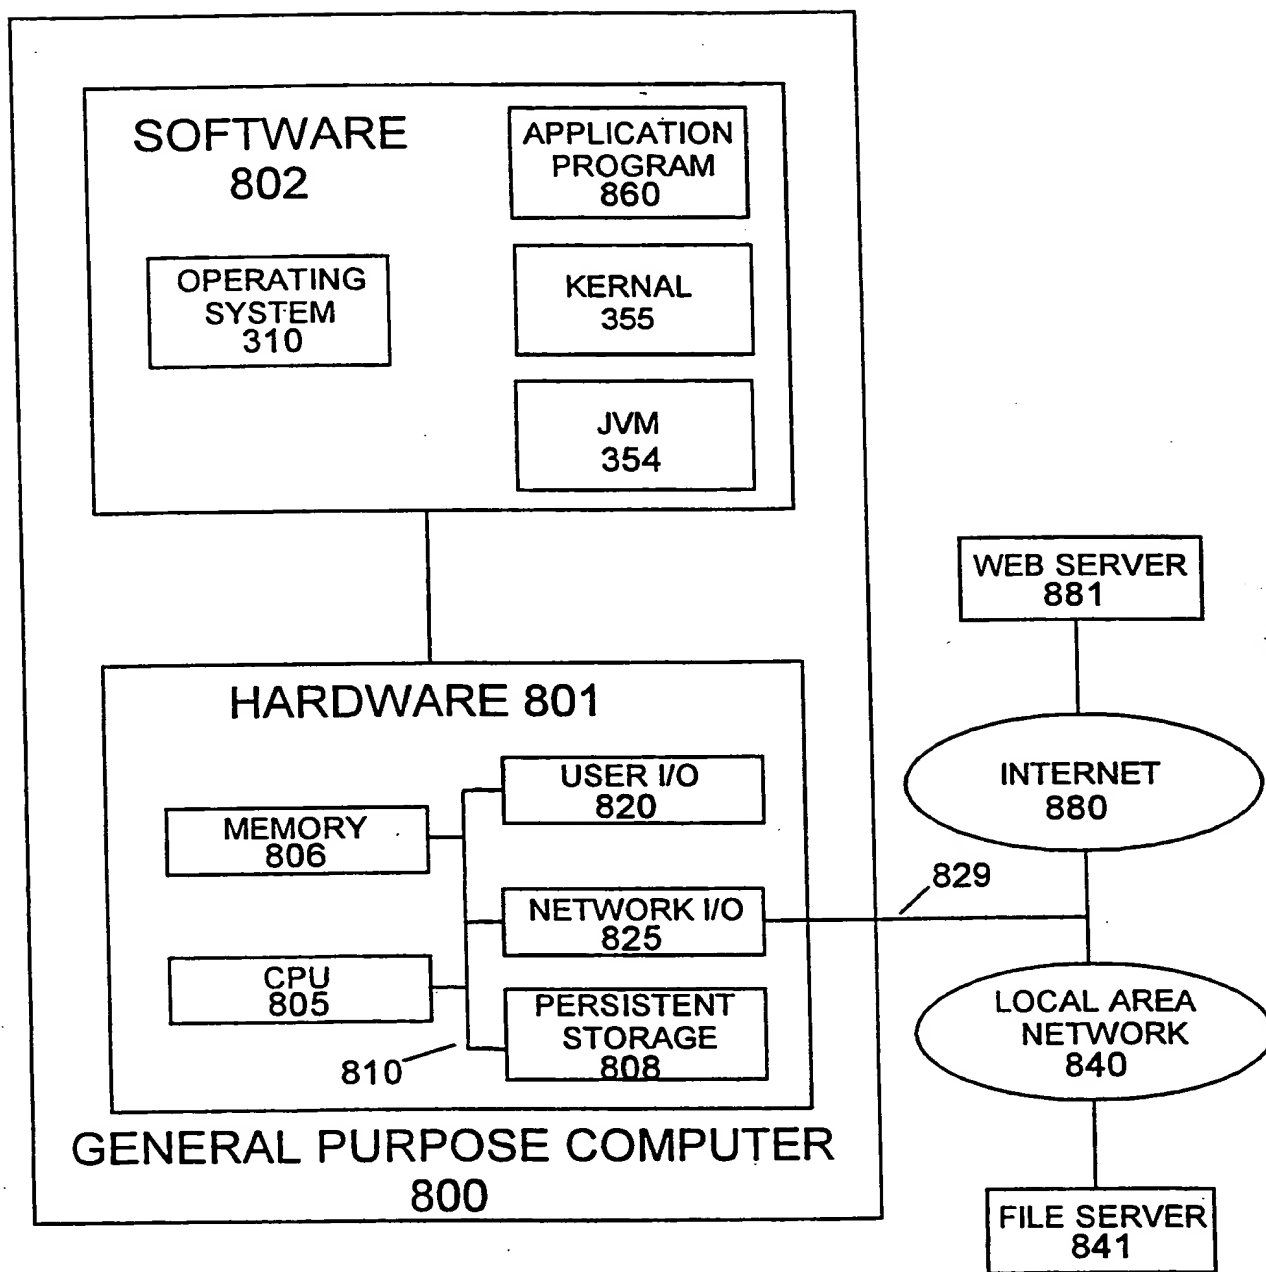 SOFTWARE
802
APPLICATION
PROGRAM
860
OPERATING
SYSTEM
310
KERNAL
355
JVM
354
WEB SERVER
881
HARDWARE 801
USER I/O
820
MEMORY
806
INTERNET
880
829
NETWORK I/O
825
CPU
805
PERSISTENT
STORAGE
808
810
LOCAL AREA
NETWORK
840
GENERAL PURPOSE COMPUTER
800
FILE SERVER
841